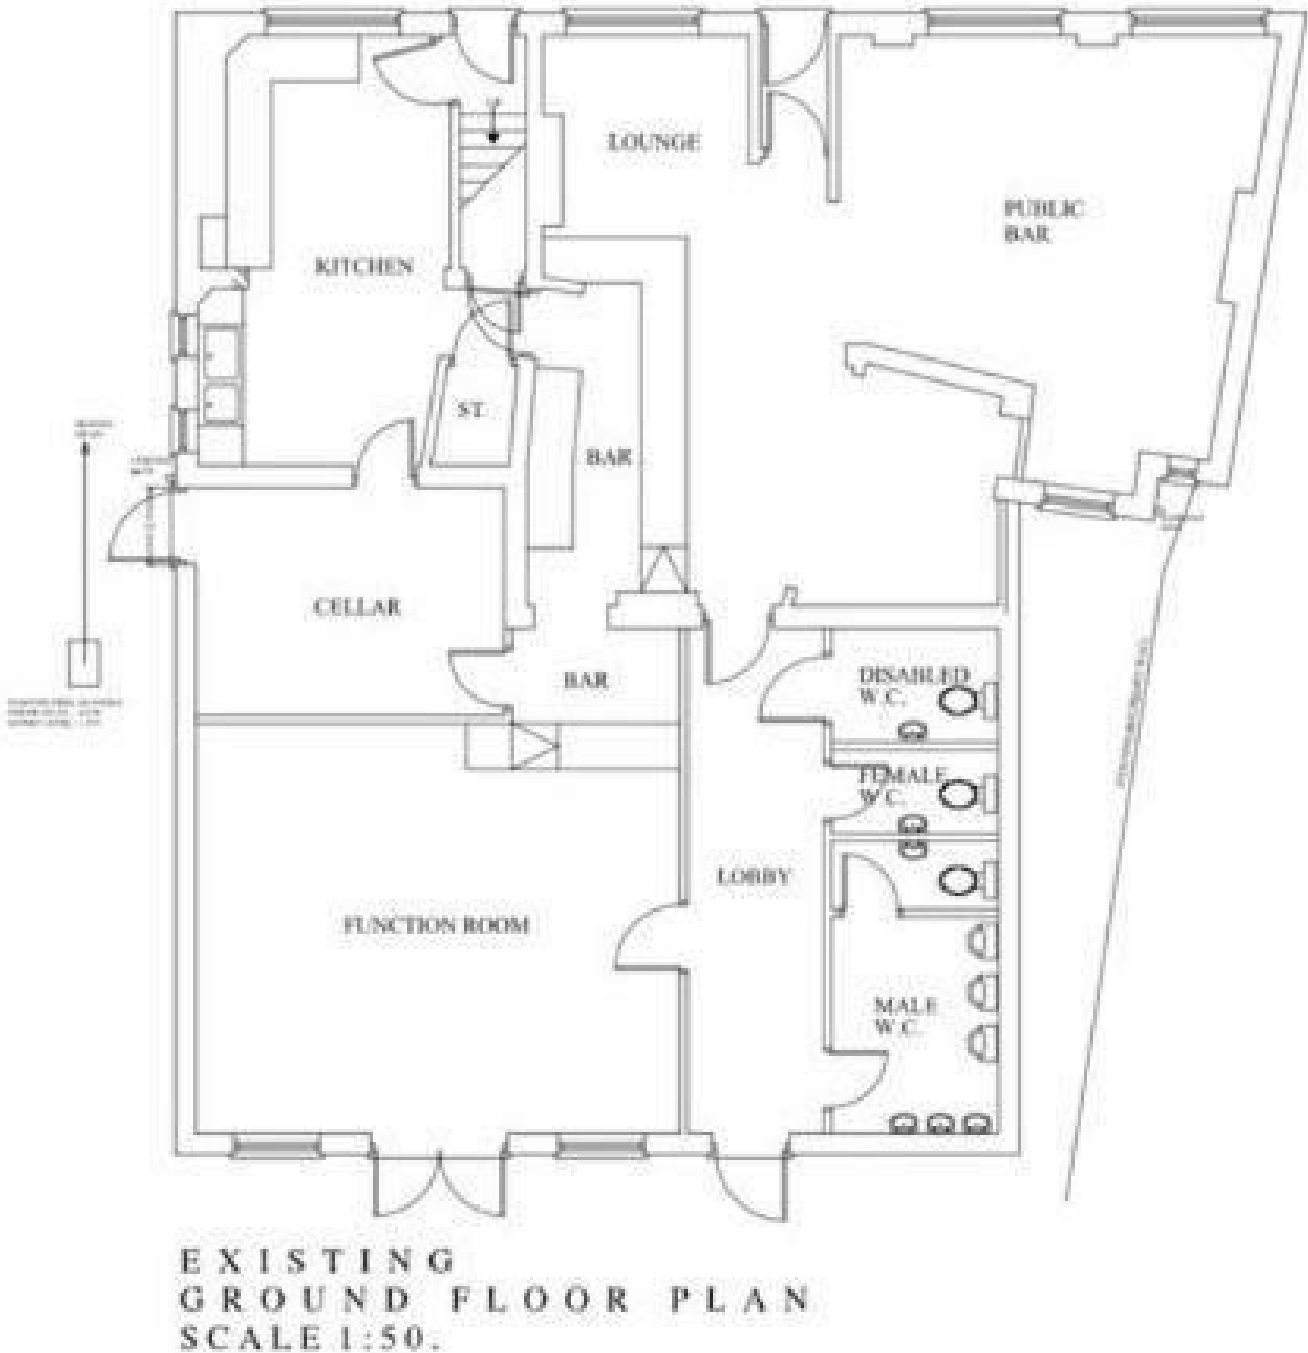 LOUNGE
PUBLIC
BAR
KITCHEN
ST.
BAR
CELLAR
BAR
DISABLED
W.C.
FEMALE
W.C.
LOBBY
FUNCTION ROOM
MALE
W.C.
EXISTING
GROUND FLOOR PLAN
SCALE 1:50.